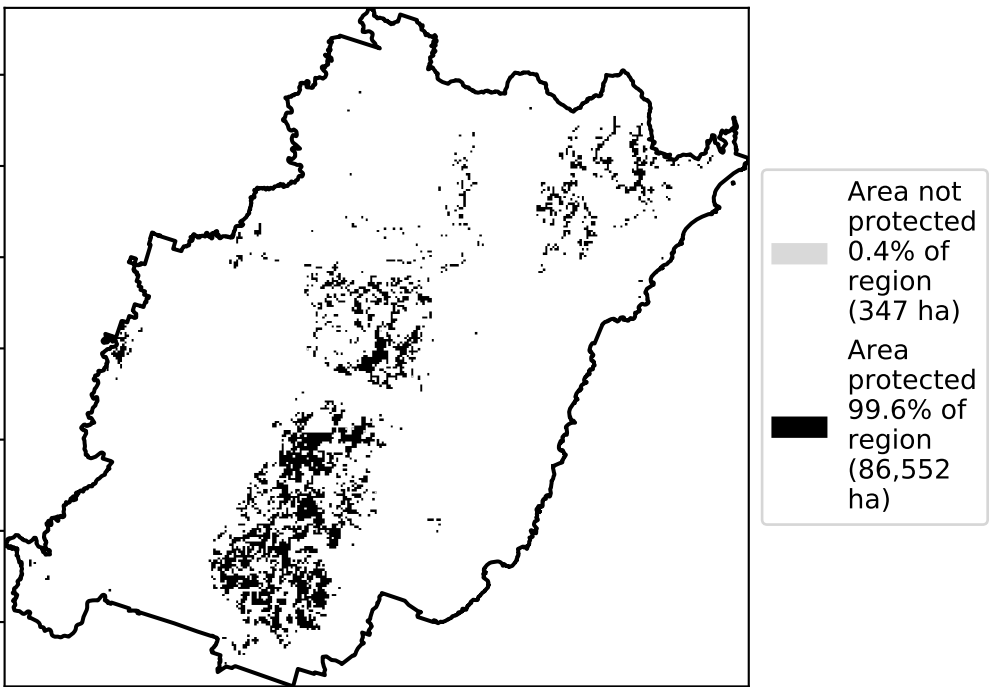 Area not
protected
0.4% of
region
(347 ha)
Area
protected
99.6% of
region
(86,552
ha)